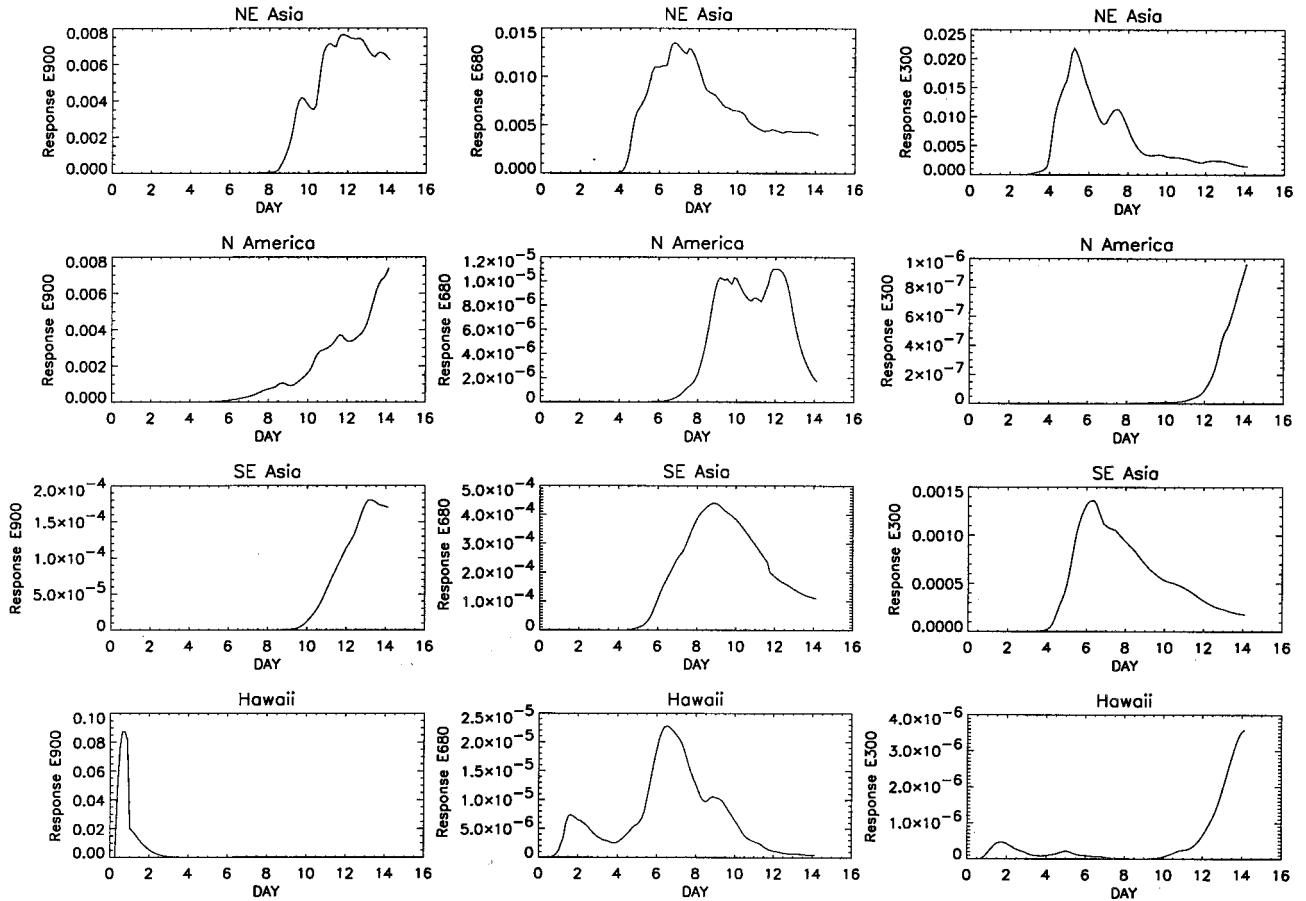 NE Asia
Response E900
0.008
0.006
0.004
0.002
0.000
0 2 4 6 8 10 12 14 16
DAY
NE Asia
Response E680
0.015
0.010
0.005
0.000
0 2 4 6 8 10 12 14 16
DAY
NE Asia
Response E300
0.025
0.020
0.015
0.010
0.005
0.000
0 2 4 6 8 10 12 14 16
DAY
N America
Response E900
0.008
0.006
0.004
0.002
0.000
0 2 4 6 8 10 12 14 16
DAY
N America
Response E680
1.2×10⁻⁵
1.0×10⁻⁵
8.0×10⁻⁶
6.0×10⁻⁶
4.0×10⁻⁶
2.0×10⁻⁶
0
0 2 4 6 8 10 12 14 16
DAY
N America
Response E300
1×10⁻⁶
8×10⁻⁷
6×10⁻⁷
4×10⁻⁷
2×10⁻⁷
0
0 2 4 6 8 10 12 14 16
DAY
SE Asia
Response E900
2.0×10⁻⁴
1.5×10⁻⁴
1.0×10⁻⁴
5.0×10⁻⁵
0
0 2 4 6 8 10 12 14 16
DAY
SE Asia
Response E680
5.0×10⁻⁴
4.0×10⁻⁴
3.0×10⁻⁴
2.0×10⁻⁴
1.0×10⁻⁴
0
0 2 4 6 8 10 12 14 16
DAY
SE Asia
Response E300
0.0015
0.0010
0.0005
0.0000
0 2 4 6 8 10 12 14 16
DAY
Hawaii
Response E900
0.10
0.08
0.06
0.04
0.02
0.00
0 2 4 6 8 10 12 14 16
DAY
Hawaii
Response E680
2.5×10⁻⁵
2.0×10⁻⁵
1.5×10⁻⁵
1.0×10⁻⁵
5.0×10⁻⁶
0
0 2 4 6 8 10 12 14 16
DAY
Hawaii
Response E300
4.0×10⁻⁶
3.0×10⁻⁶
2.0×10⁻⁶
1.0×10⁻⁶
0
0 2 4 6 8 10 12 14 16
DAY